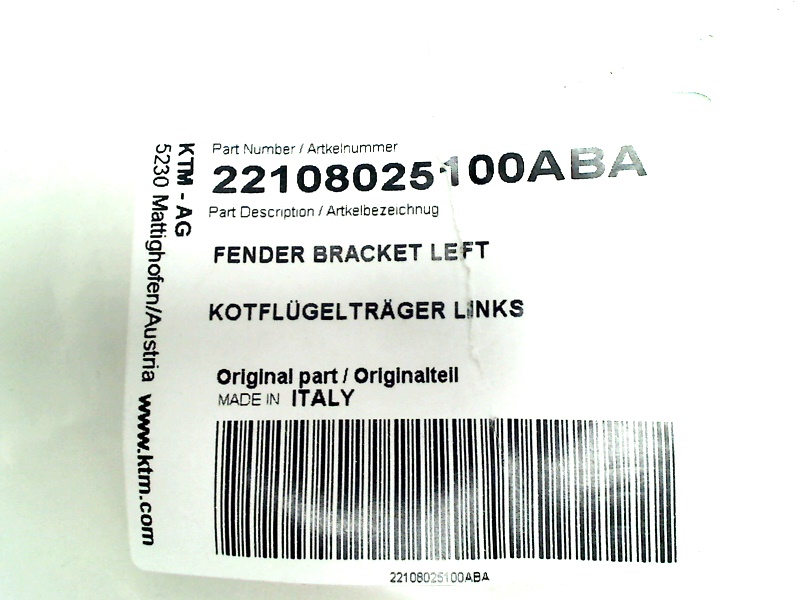 KTM - AG
5230 Mattighofen/Austria www.ktm.com
Part Number / Artkelnummer
22108025100ABA
Part Description / Artkelbezeichnug
FENDER BRACKET LEFT
KOTFLÜGELTRÄGER LINKS
Original part / Originalteil
MADE IN ITALY
22108025100ABA